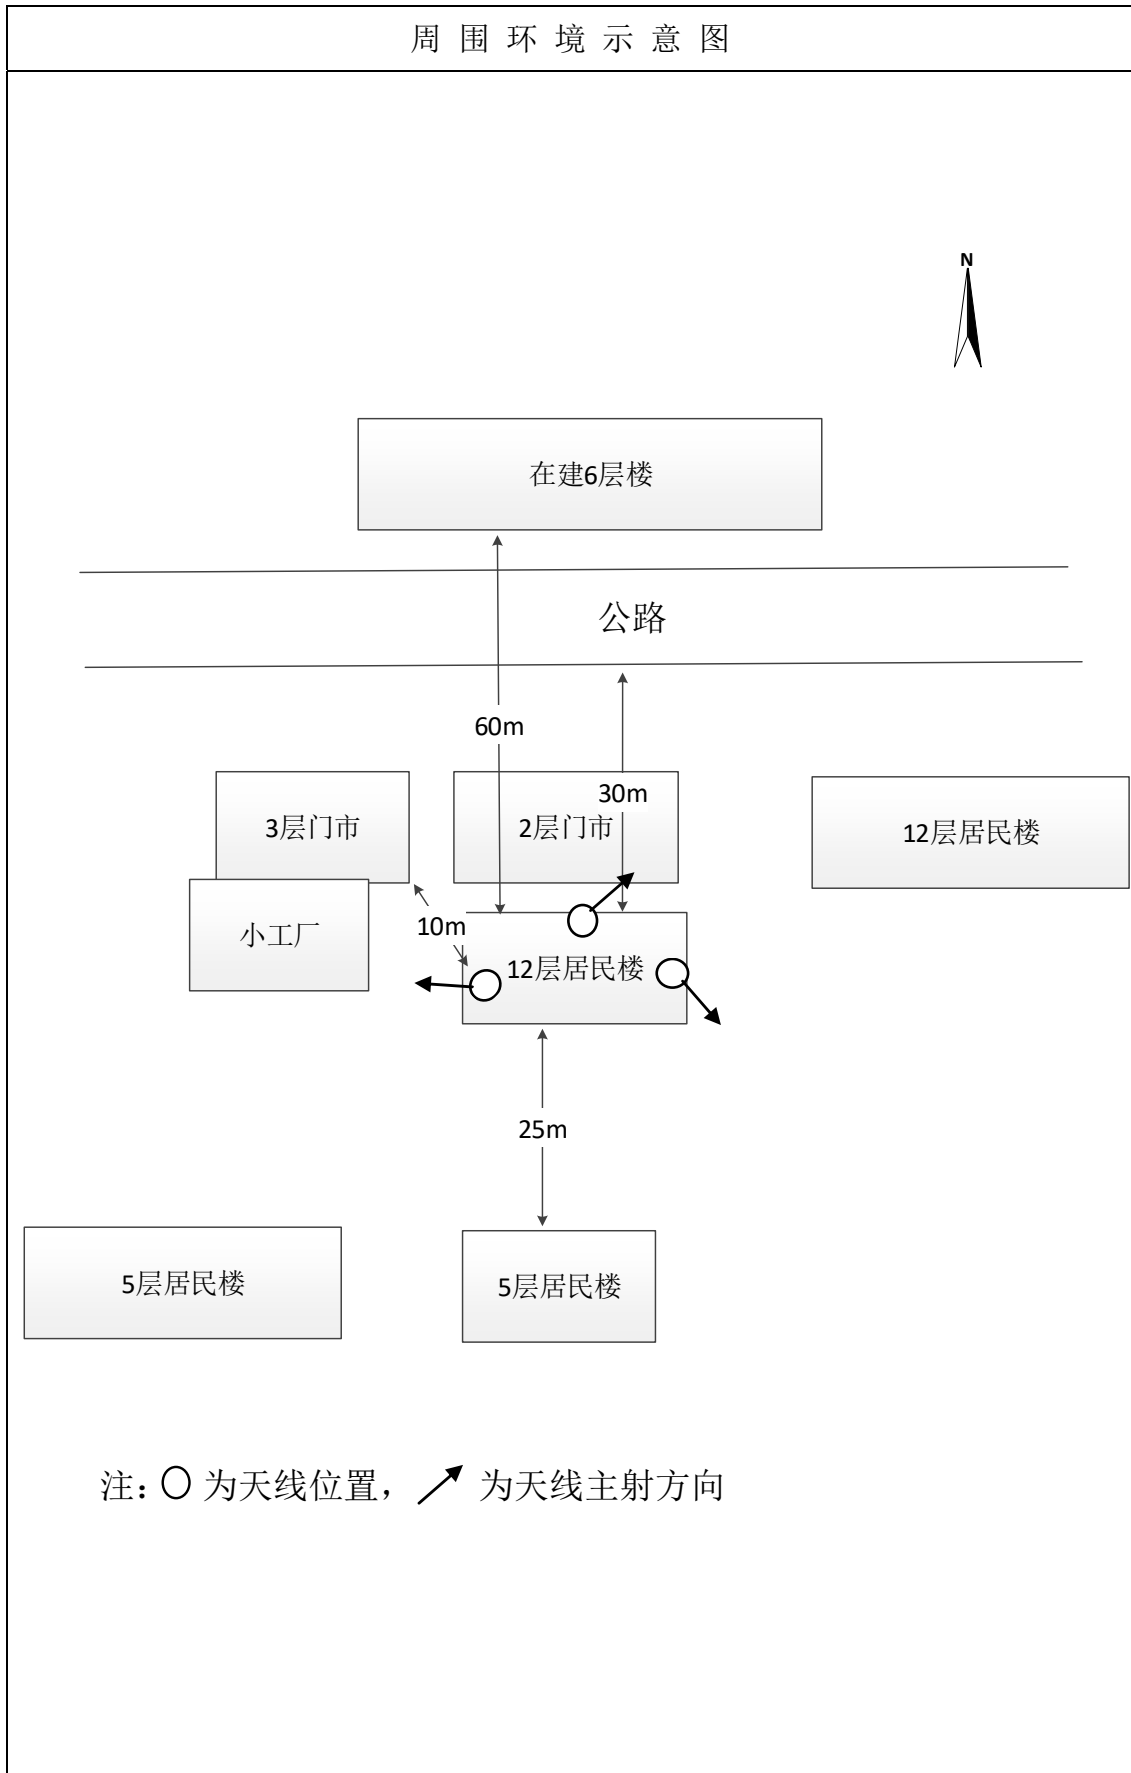 周围环境示意图
N
在建6层楼
公路
60m
30m
3层门市
2层门市
12层居民楼
10m
小工厂
12层居民楼
25m
5层居民楼
5层居民楼
注: 为天线位置, 为天线主射方向